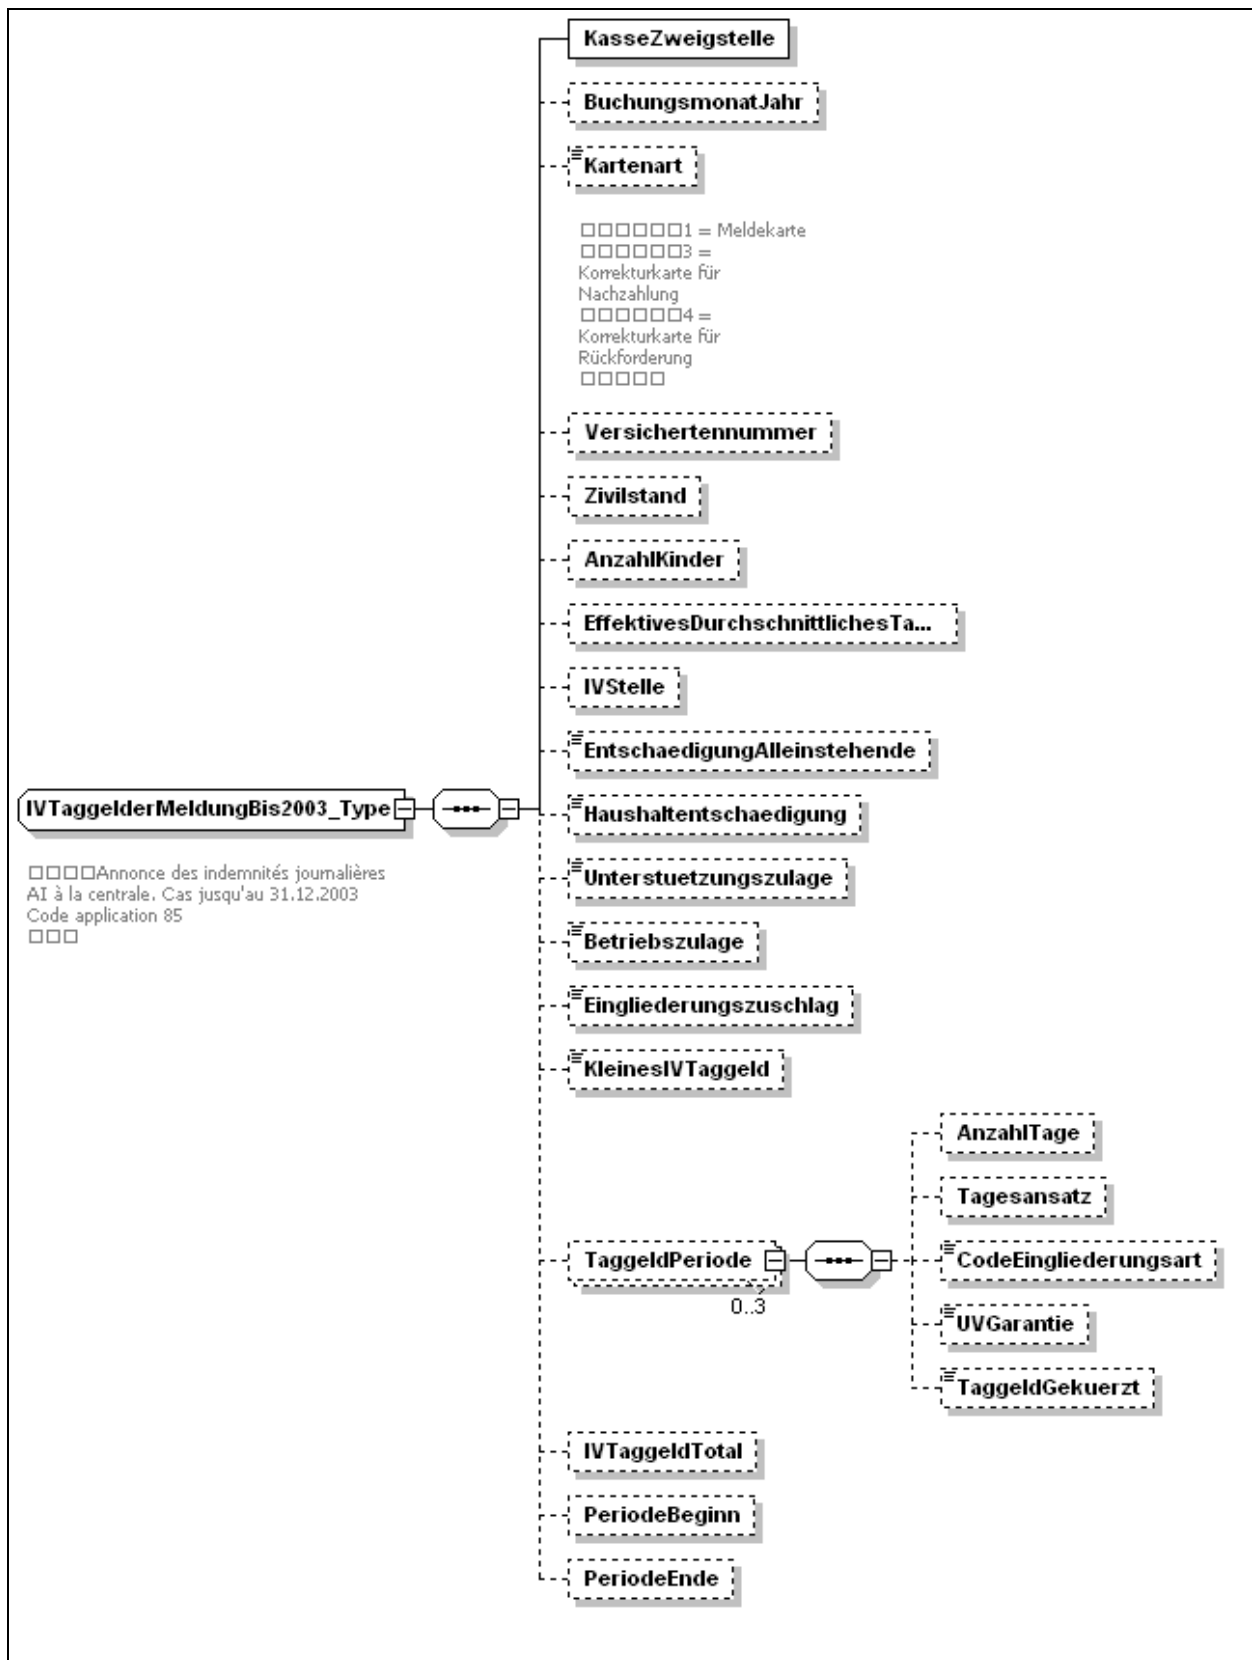 KasseZweigstelle
BuchungsmonatJahr
Kartenart
□□□□□□1 = Meldekarte
□□□□□□3 =
Korrekturkarte für
Nachzahlung
□□□□□□4 =
Korrekturkarte für
Rückforderung
□□□□□
Versichertennummer
Zivilstand
AnzahlKinder
EffektivesDurchschnittlichesTa...
IVStelle
EntschaedigungAlleinstehende
IVTaggelderMeldungBis2003_Type
□□□□Annonce des indemnités journalières
AI à la centrale. Cas jusqu'au 31.12.2003
Code application 85
□□□
Haushaltentschaedigung
Unterstuetzungszulage
Betriebszulage
Eingliederungszuschlag
KleinesIVTaggeld
TaggeldPeriode
0..3
AnzahlTage
Tagesansatz
CodeEingliederungsart
UVGarantie
TaggeldGekuerzt
IVTaggeldTotal
PeriodeBeginn
PeriodeEnde